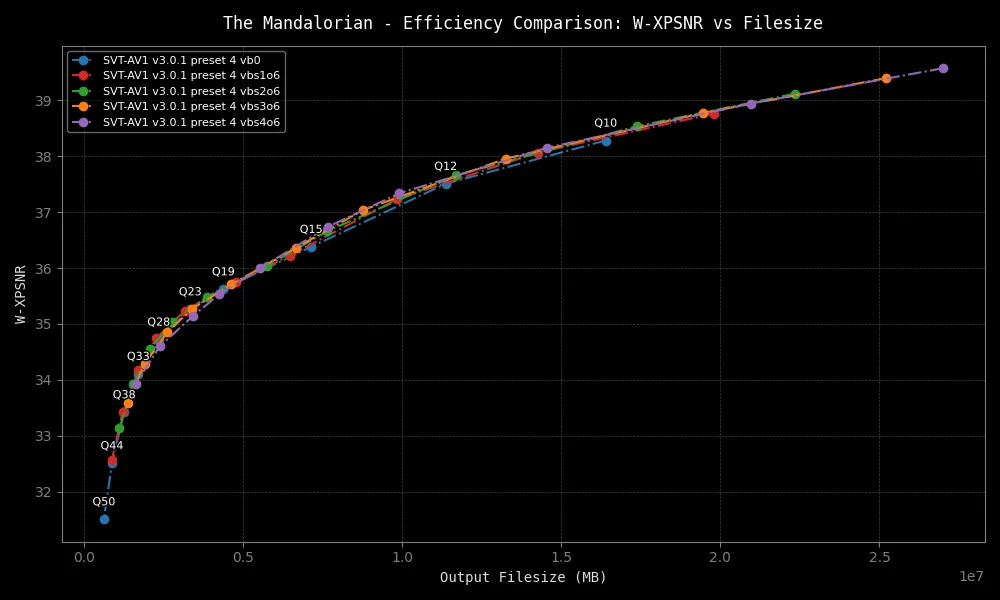 The Mandalorian - Efficiency Comparison: W-XPSNR vs Filesize
SVT-AV1 v3.0.1 preset 4 vb0
SVT-AV1 v3.0.1 preset 4 vbs1o6
SVT-AV1 v3.0.1 preset 4 vbs2o6
SVT-AV1 v3.0.1 preset 4 vbs3o6
SVT-AV1 v3.0.1 preset 4 vbs4o6
39
38
37
36
35
34
33
32
W-XPSNR
Q10
Q12
Q15
Q19
Q23
Q28
Q33
Q38
Q44
Q50
0.0 0.5 1.0 1.5 2.0 2.5
1e7
Output Filesize (MB)